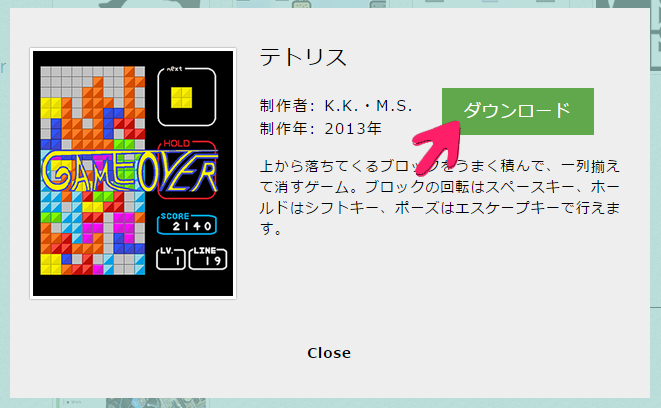 テトリス
制作者: K.K.・M.S.
制作年: 2013年
ダウンロード
上から落ちてくるブロックをうまく積んで、一列揃え
て消すゲーム。ブロックの回転はスペースキー、ホー
ルドはシフトキー、ポーズはエスケープキーで行えま
す。
next
HOLD
GAME OVER
SCORE
2140
LV.
1
LINE
19
Close